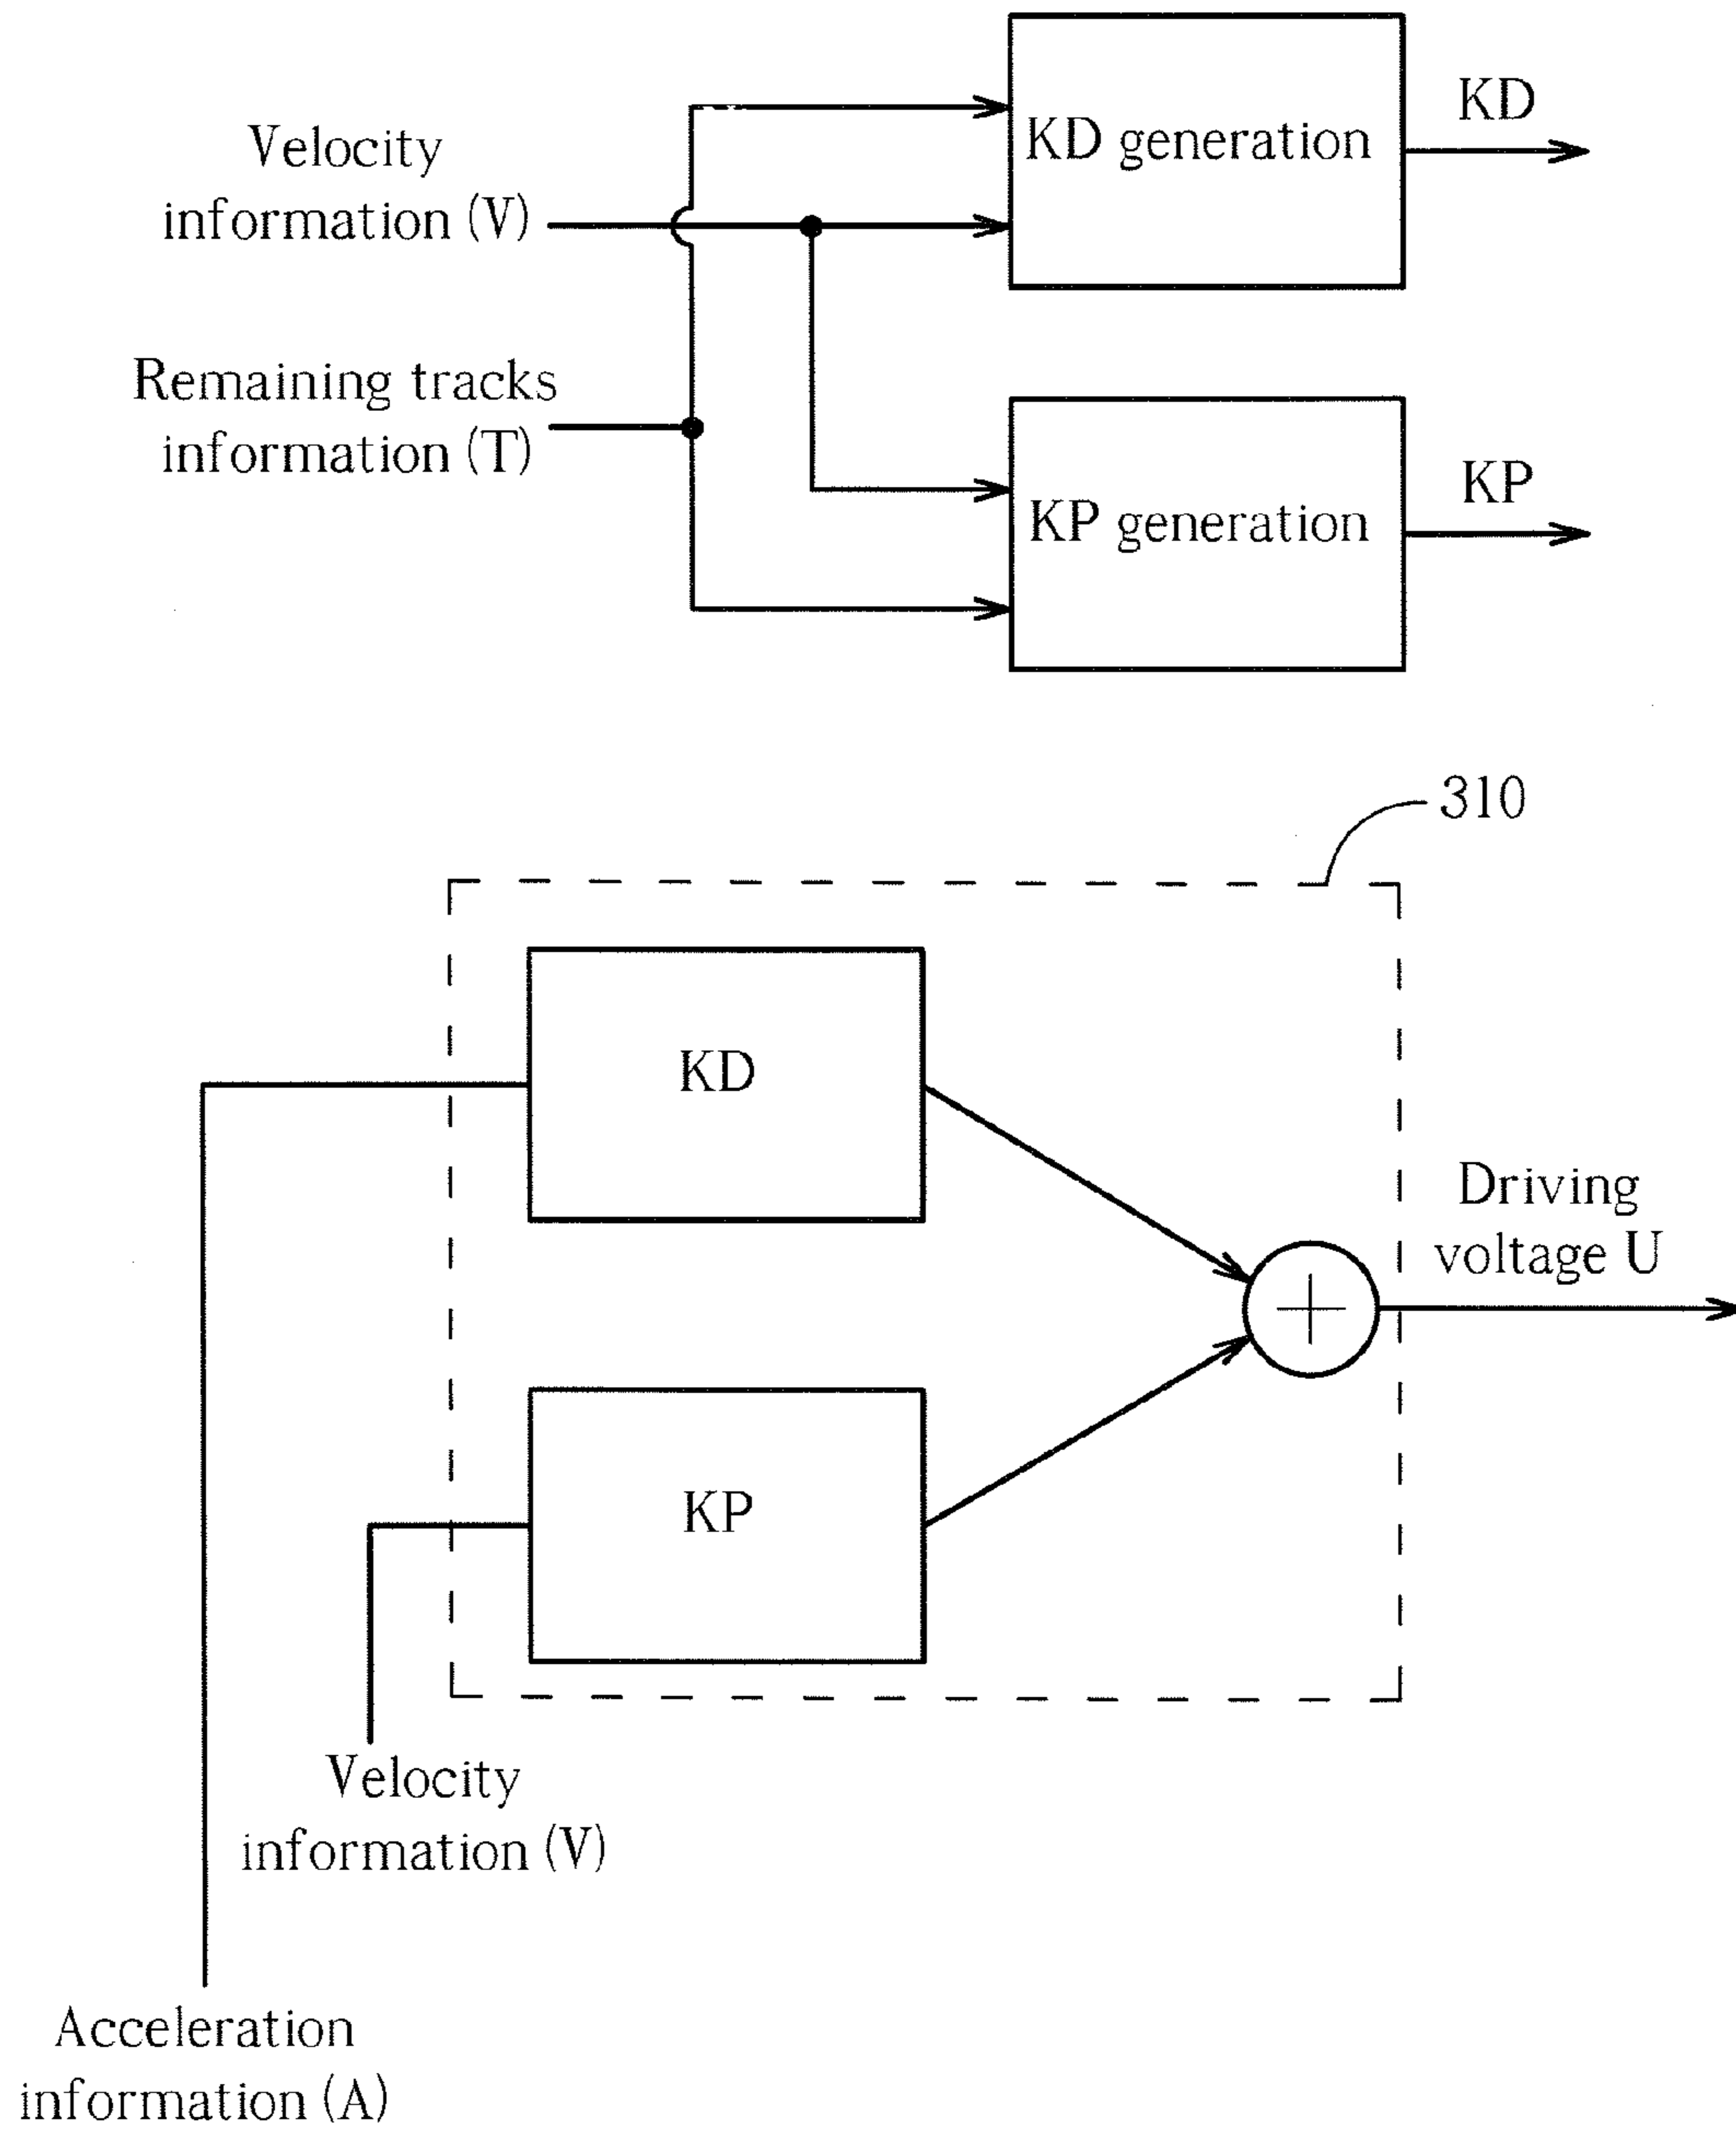 KD
Velocity
information (V)
KD generation
Remaining tracks
information (T)
KP
KP generation
310
KD
Driving
voltage U
KP
Velocity
information (V)
Acceleration
information (A)